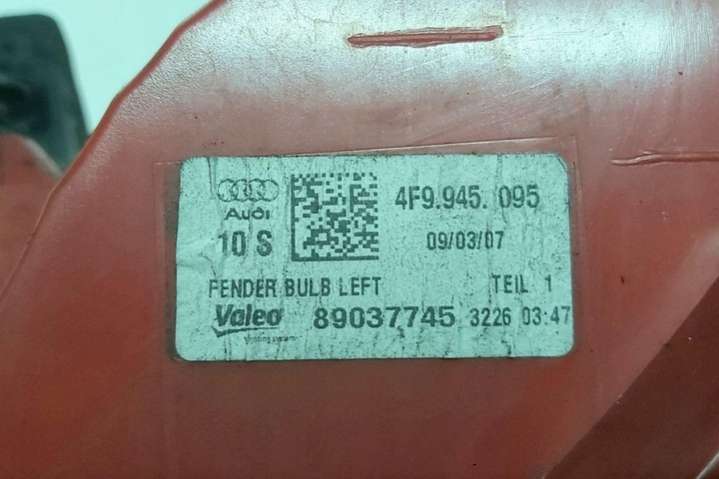 Audi
4F9.945. 095
10 S
09/03/07
FENDER BULB LEFT TEIL 1
Valeo 89037745 3226 03:47